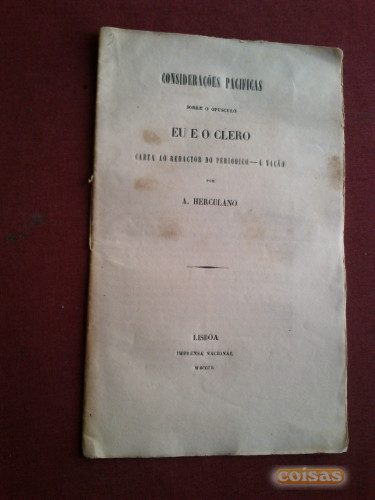 CONSIDERAÇÕES PACIFICAS
SOBRE O OPUSCULO
EU E O CLERO
CARTA AO REDACTOR DO PERIODICO — A NAÇÃO
POR
A. HERCULANO
LISBOA
IMPRENSA NACIONAL
coisas